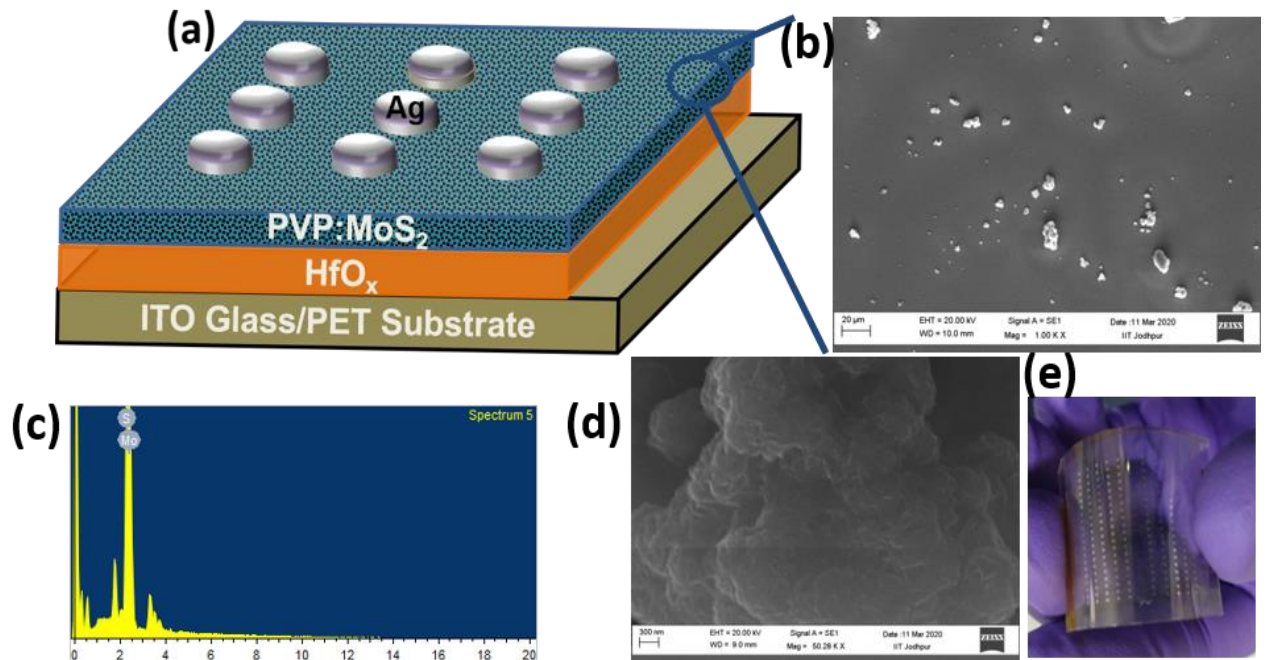 (a)
Ag
PVP:MoS₂
HfOₓ
ITO Glass/PET Substrate
(b)
20 µm
EHT = 20.00 kV
WD = 10.0 mm
Signal A = SE1
Mag = 1.00 K X
Date :11 Mar 2020
IIT Jodhpur
ZEISS
(c)
Spectrum 5
S
Mo
0 2 4 6 8 10 12 14 16 18 20
(d)
300 nm
EHT = 20.00 kV
WD = 9.0 mm
Signal A = SE1
Mag = 50.28 K X
Date :11 Mar 2020
IIT Jodhpur
ZEISS
(e)